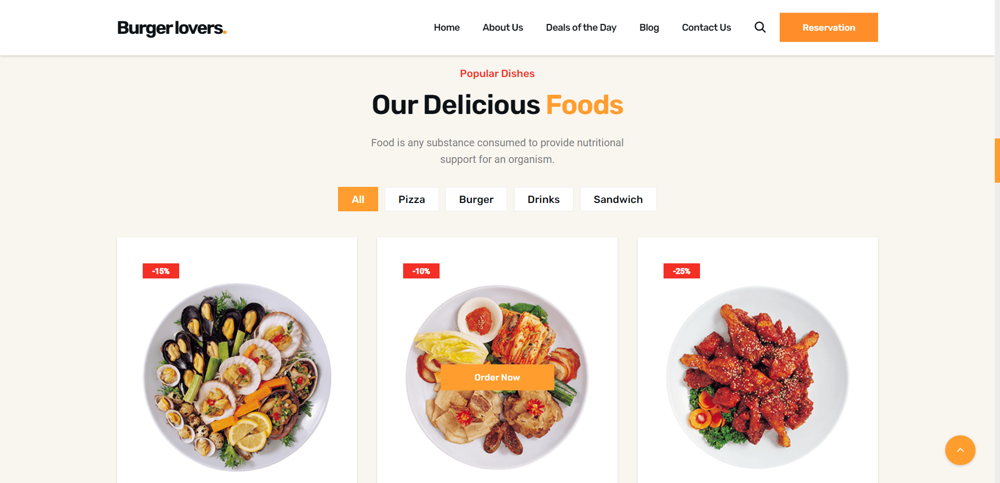 Burger lovers.
Home
About Us
Deals of the Day
Blog
Contact Us
Reservation
Popular Dishes
Our Delicious Foods
Food is any substance consumed to provide nutritional
support for an organism.
All
Pizza
Burger
Drinks
Sandwich
-15%
-10%
-25%
Order Now